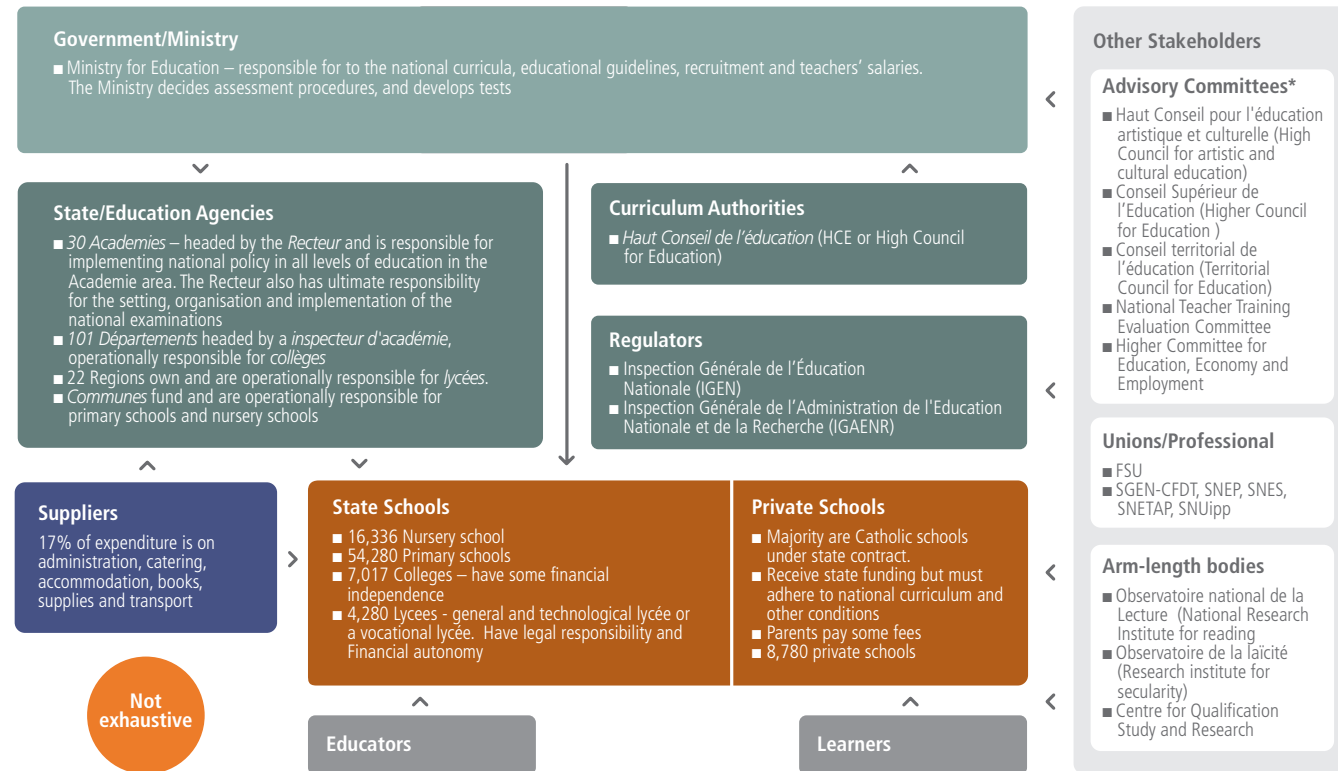 Government/Ministry
■ Ministry for Education – responsible for to the national curricula, educational guidelines, recruitment and teachers' salaries.
The Ministry decides assessment procedures, and develops tests
State/Education Agencies
■ 30 Academies – headed by the Recteur and is responsible for
implementing national policy in all levels of education in the
Academie area. The Recteur also has ultimate responsibility
for the setting, organisation and implementation of the
national examinations
■ 101 Départements headed by a inspecteur d'académie,
operationally responsible for collèges
■ 22 Regions own and are operationally responsible for lycées.
■ Communes fund and are operationally responsible for
primary schools and nursery schools
Curriculum Authorities
■ Haut Conseil de l'éducation (HCE or High Council
for Education)
Regulators
■ Inspection Générale de l'Éducation
Nationale (IGEN)
■ Inspection Générale de l'Administration de l'Education
Nationale et de la Recherche (IGAENR)
Suppliers
17% of expenditure is on
administration, catering,
accommodation, books,
supplies and transport
State Schools
■ 16,336 Nursery school
■ 54,280 Primary schools
■ 7,017 Colleges – have some financial
independence
■ 4,280 Lycees - general and technological lycée or
a vocational lycée. Have legal responsibility and
Financial autonomy
Private Schools
■ Majority are Catholic schools
under state contract.
■ Receive state funding but must
adhere to national curriculum and
other conditions
■ Parents pay some fees
■ 8,780 private schools
Not
exhaustive
Educators
Learners
Other Stakeholders
Advisory Committees*
■ Haut Conseil pour l'éducation
artistique et culturelle (High
Council for artistic and
cultural education)
■ Conseil Supérieur de
l'Education (Higher Council
for Education )
■ Conseil territorial de
l'éducation (Territorial
Council for Education)
■ National Teacher Training
Evaluation Committee
■ Higher Committee for
Education, Economy and
Employment
Unions/Professional
■ FSU
■ SGEN-CFDT, SNEP, SNES,
SNETAP, SNUipp
Arm-length bodies
■ Observatoire national de la
Lecture (National Research
Institute for reading
■ Observatoire de la laïcité
(Research institute for
secularity)
■ Centre for Qualification
Study and Research